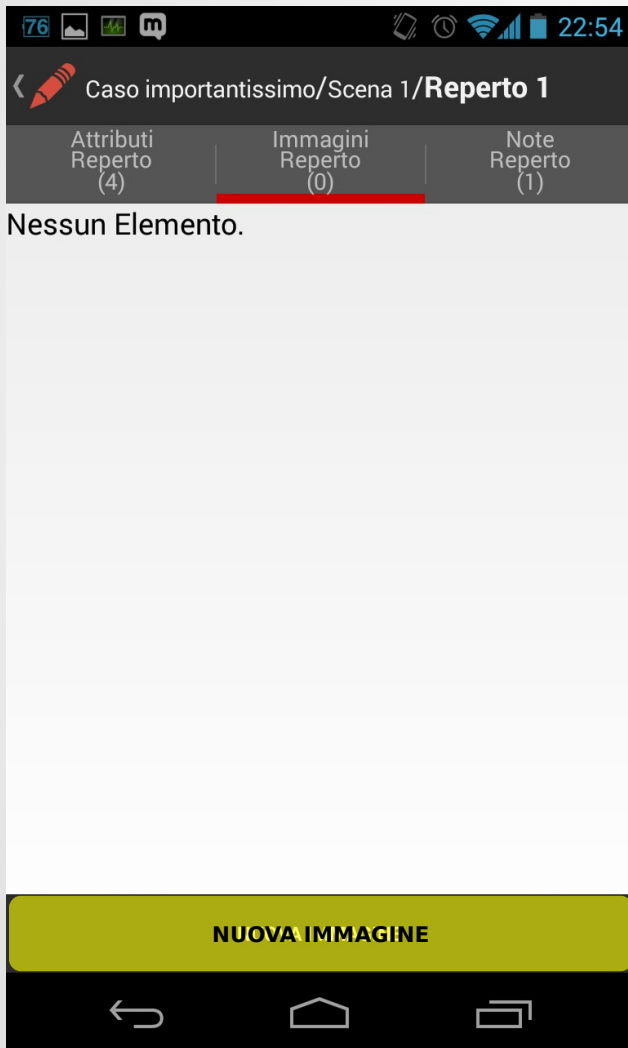 76
22:54
Caso importantissimo/Scena 1/Reperto 1
Attributi
Reperto
(4)
Immagini
Reperto
(0)
Note
Reperto
(1)
Nessun Elemento.
NUOVA IMMAGINE